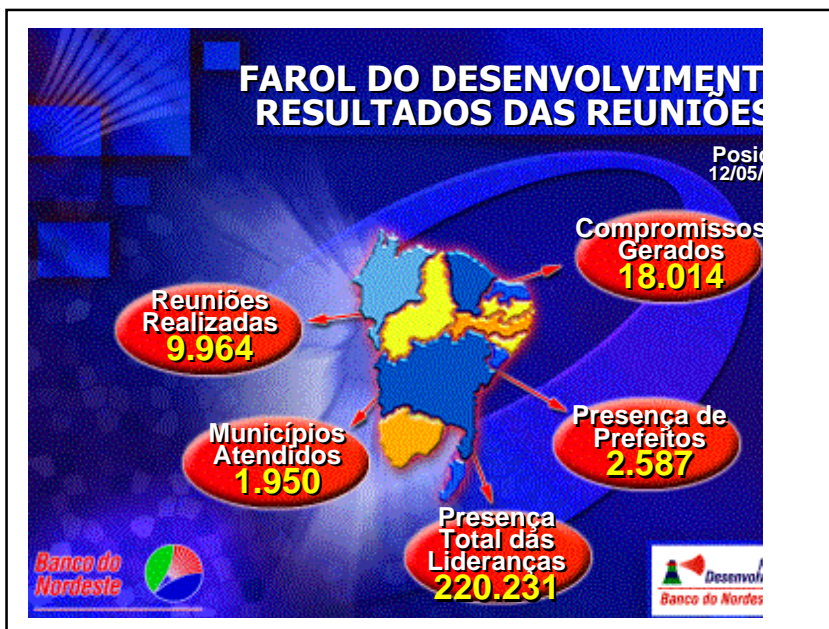 FAROL DO DESENVOLVIMENT
RESULTADOS DAS REUNIÕES
Posi
12/05/
Compromissos
Gerados
18.014
Reuniões
Realizadas
9.964
Municípios
Atendidos
1.950
Presença de
Prefeitos
2.587
Presença
Total das
Lideranças
220.231
Banco do
Nordeste
Desenvol
Banco do Nordes